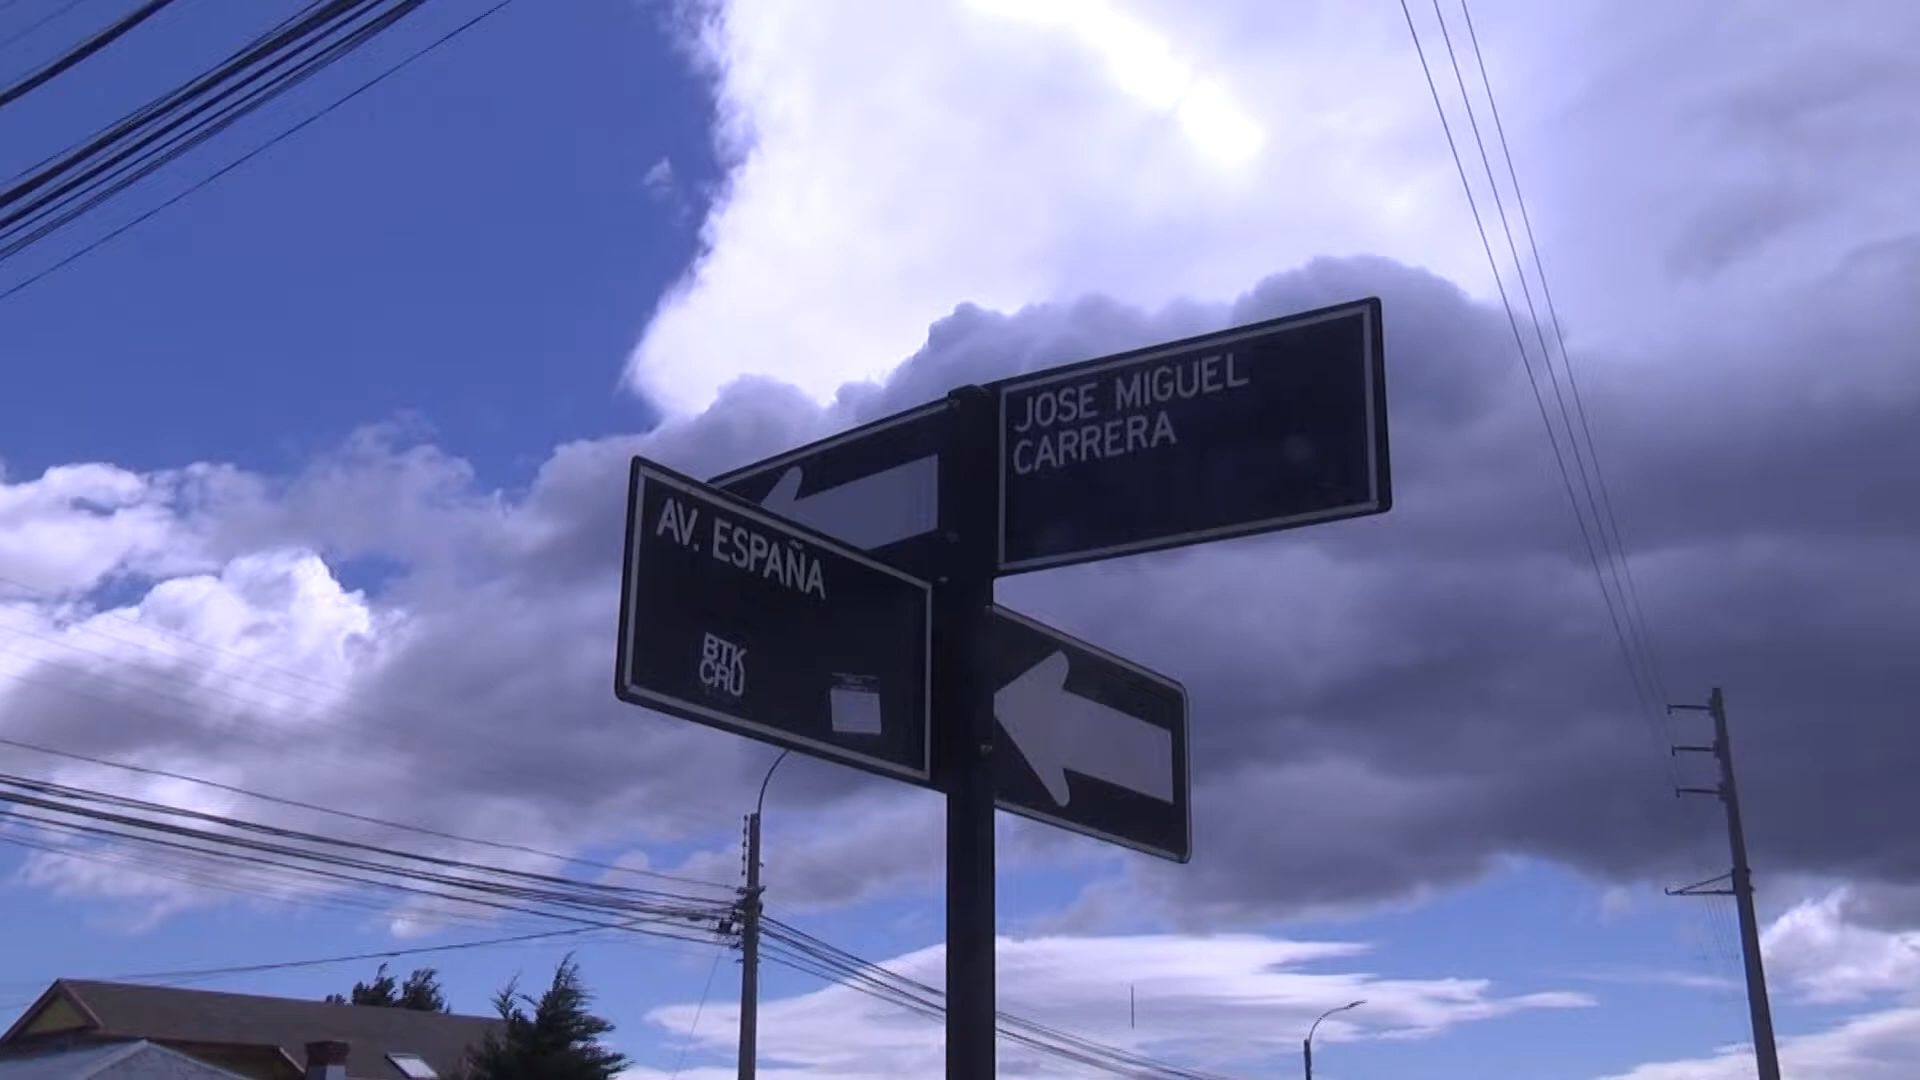 JOSE MIGUEL
CARRERA
AV. ESPAÑA
BTK
CRU